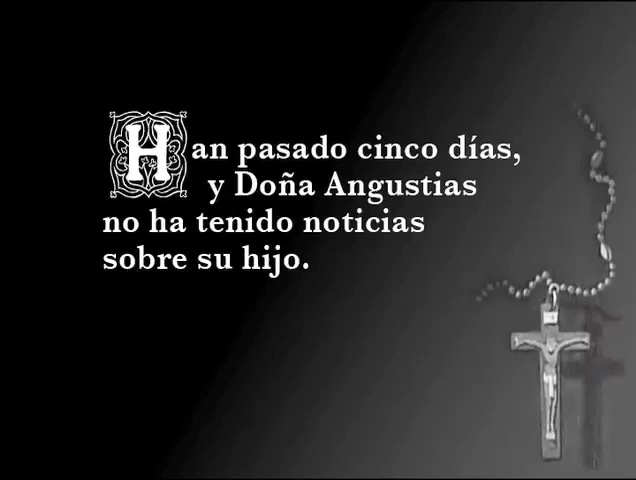 Han pasado cinco días,
y Doña Angustias
no ha tenido noticias
sobre su hijo.